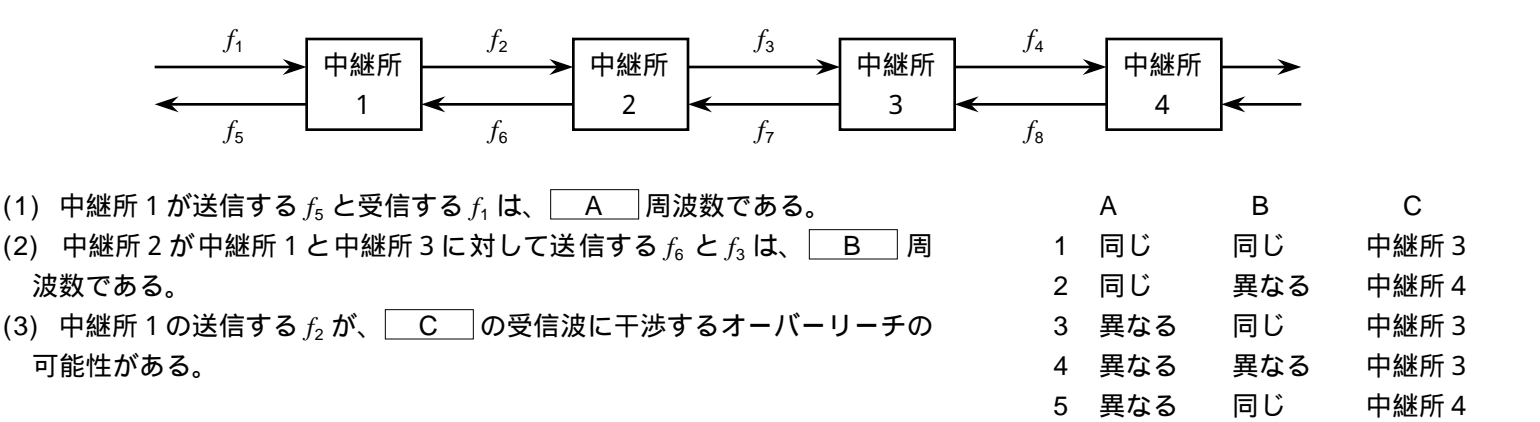 f1 f2 f3 f4
中継所 中継所 中継所 中継所
1 2 3 4
f5 f6 f7 f8
(1) 中継所 1 が送信する f5 と受信する f1 は、 A 周波数である。
(2) 中継所 2 が中継所 1 と中継所 3 に対して送信する f6 と f3 は、 B 周
波数である。
(3) 中継所 1 の送信する f2 が、 C の受信波に干渉するオーバーリーチの
可能性がある。
A B C
1 同じ 同じ 中継所 3
2 同じ 異なる 中継所 4
3 異なる 同じ 中継所 3
4 異なる 異なる 中継所 3
5 異なる 同じ 中継所 4